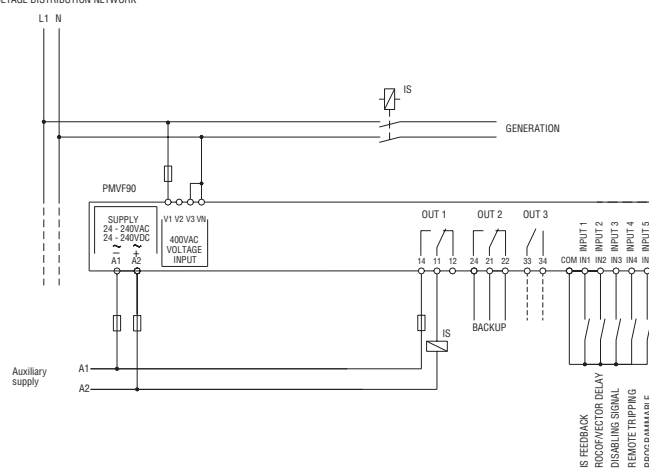 L1 N
IS
GENERATION
PMVF90
SUPPLY
24 - 240VAC
24 - 240VDC
~ ~
− +
A1 A2
V1 V2 V3 VN
400VAC
VOLTAGE
INPUT
OUT 1
OUT 2
OUT 3
INPUT 1
INPUT 2
INPUT 3
INPUT 4
INPUT 5
14 11 12
24 21 22
33 34
COM IN1 IN2 IN3 IN4
BACKUP
IS
Auxiliary
supply
A1
A2
IS FEEDBACK
ROCOF/VECTOR DELAY
DISABLING SIGNAL
REMOTE TRIPPING